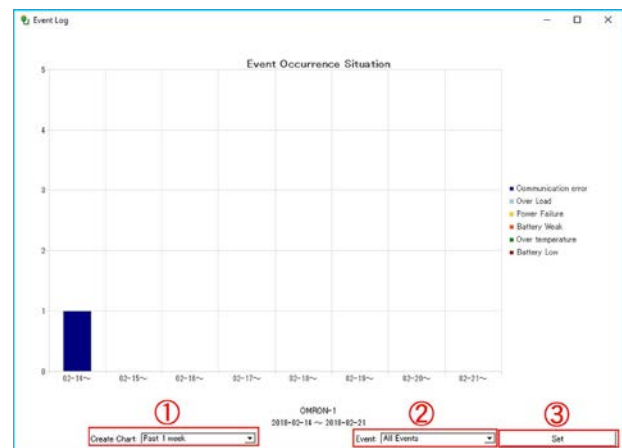 Event Log
Event Occurrence Situation
5
4
3
2
1
0
02-14~ 02-15~ 02-16~ 02-17~ 02-18~ 02-19~ 02-20~ 02-21~
Communication error
Over Load
Power Failure
Battery Weak
Over temperature
Battery Low
OMRON-1
2018-02-14 ~ 2018-02-21
① ② ③
Create Chart: Past 1 week Event: All Events Set